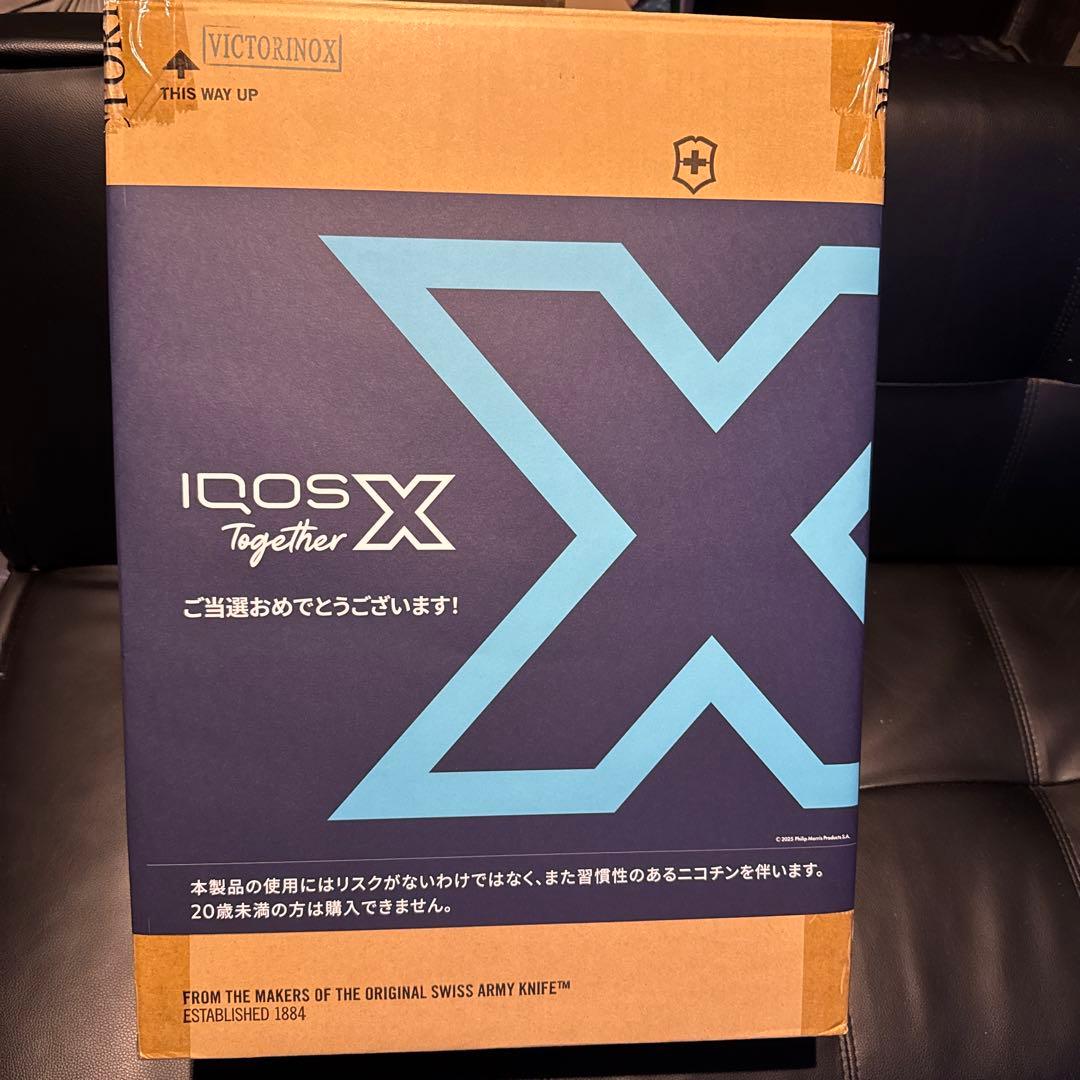 VICTORINOX
THIS WAY UP
IQOS X
Together
ご当選おめでとうございます!
© 2025 Philip Morris Products S.A.
本製品の使用にはリスクがないわけではなく、また習慣性のあるニコチンを伴います。
20歳未満の方は購入できません。
FROM THE MAKERS OF THE ORIGINAL SWISS ARMY KNIFE™
ESTABLISHED 1884